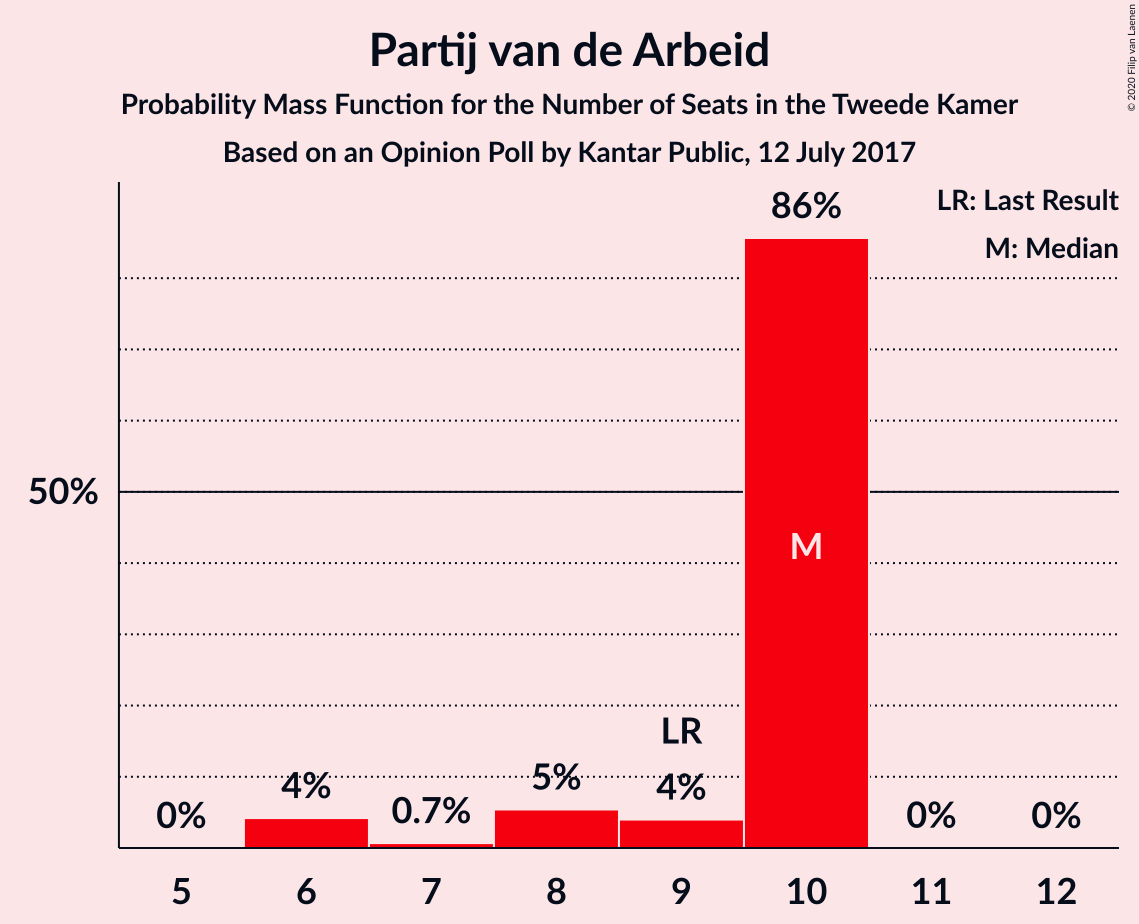 Partij van de Arbeid
Probability Mass Function for the Number of Seats in the Tweede Kamer
Based on an Opinion Poll by Kantar Public, 12 July 2017
© 2020 Filip van Laenen
LR: Last Result
M: Median
86%
50%
M
LR
0%
4%
0.7%
5%
4%
0%
0%
5
6
7
8
9
10
11
12